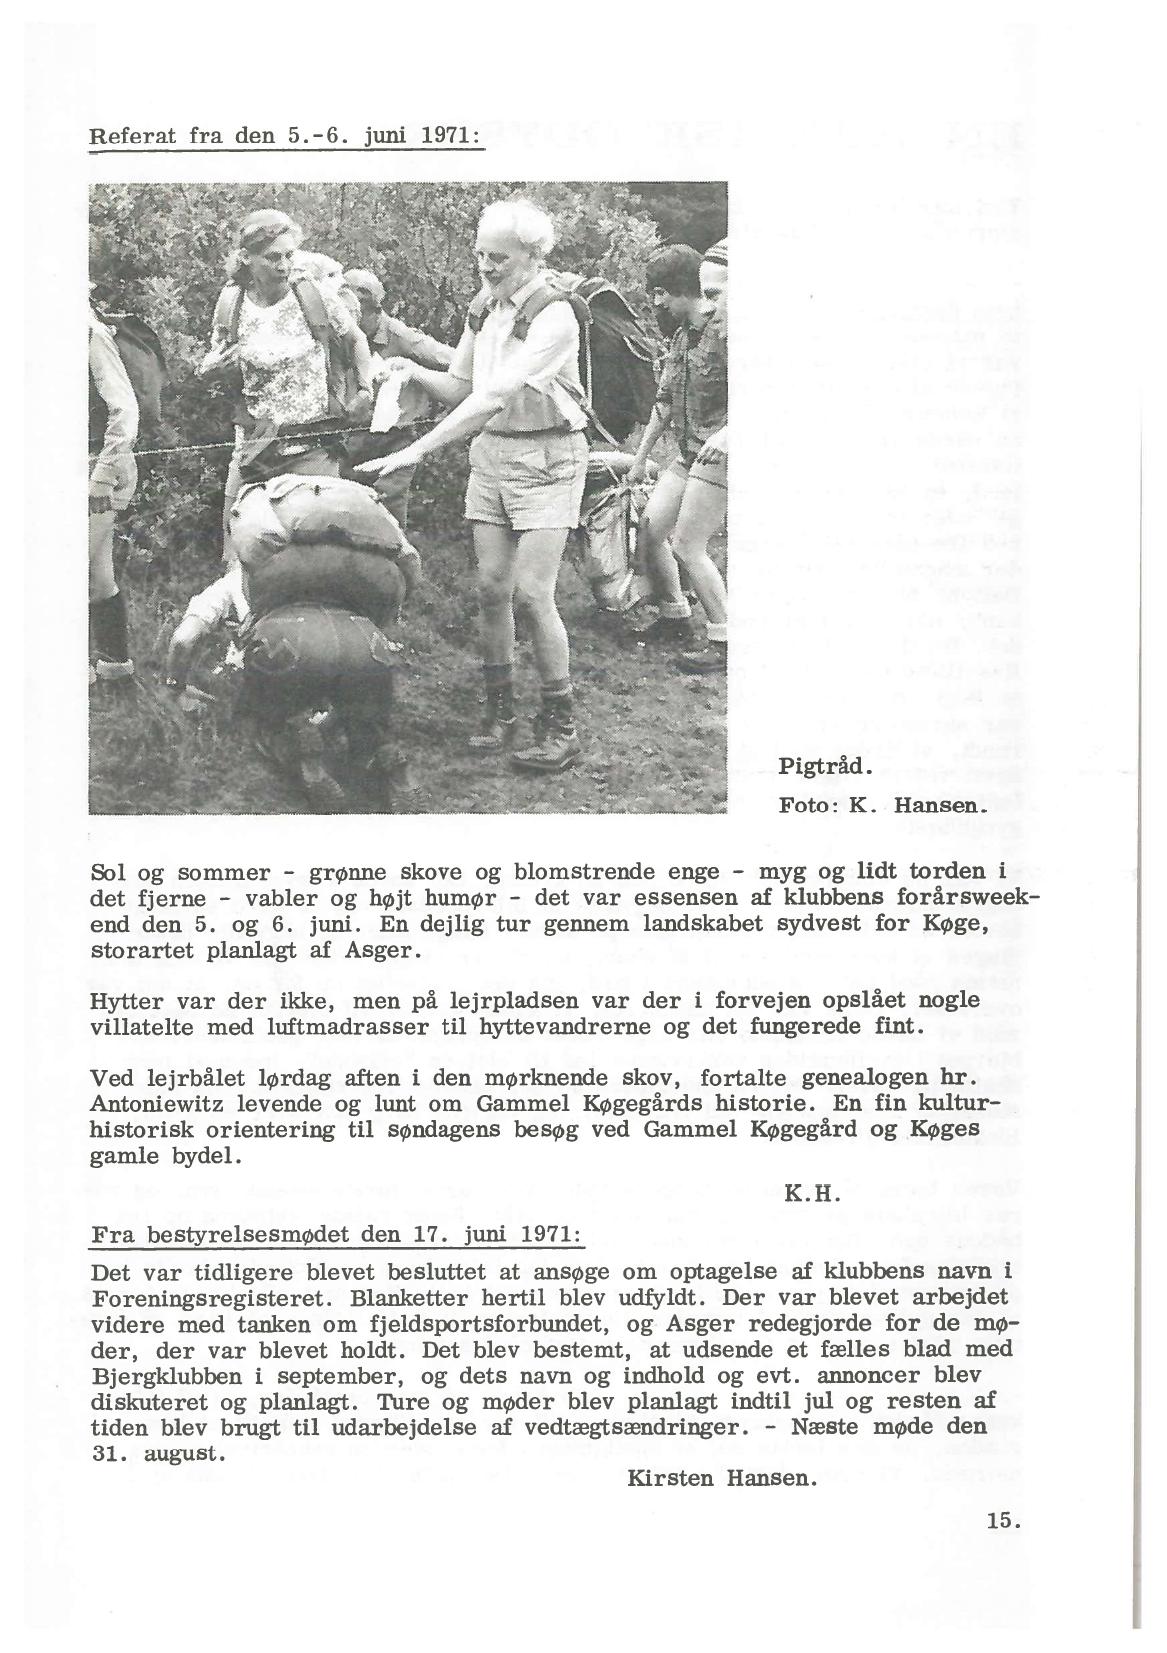 Referat fra den 5.-6. juni 1971:
Pigtråd.
Foto: K. Hansen.
Sol og sommer - grønne skove og blomstrende enge - myg og lidt torden i
det fjerne - vabler og højt humør - det var essensen af klubbens forårsweek-
end den 5. og 6. juni. En dejlig tur gennem landskabet sydvest for Køge,
storartet planlagt af Asger.
Hytter var der ikke, men på lejrpladsen var der i forvejen opslået nogle
villatelte med luftmadrasser til hyttevandrerne og det fungerede fint.
Ved lejrbålet lørdag aften i den mørknende skov, fortalte genealogen hr.
Antoniewitz levende og lunt om Gammel Køgegårds historie. En fin kultur-
historisk orientering til søndagens besøg ved Gammel Køgegård og Køges
gamle bydel.
K.H.
Fra bestyrelsesmødet den 17. juni 1971:
Det var tidligere blevet besluttet at ansøge om optagelse af klubbens navn i
Foreningsregisteret. Blanketter hertil blev udfyldt. Der var blevet arbejdet
videre med tanken om fjeldsportsforbundet, og Asger redegjorde for de mø-
der, der var blevet holdt. Det blev bestemt, at udsende et fælles blad med
Bjergklubben i september, og dets navn og indhold og evt. annoncer blev
diskuteret og planlagt. Ture og møder blev planlagt indtil jul og resten af
tiden blev brugt til udarbejdelse af vedtægtsændringer. - Næste møde den
31. august.
Kirsten Hansen.
15.